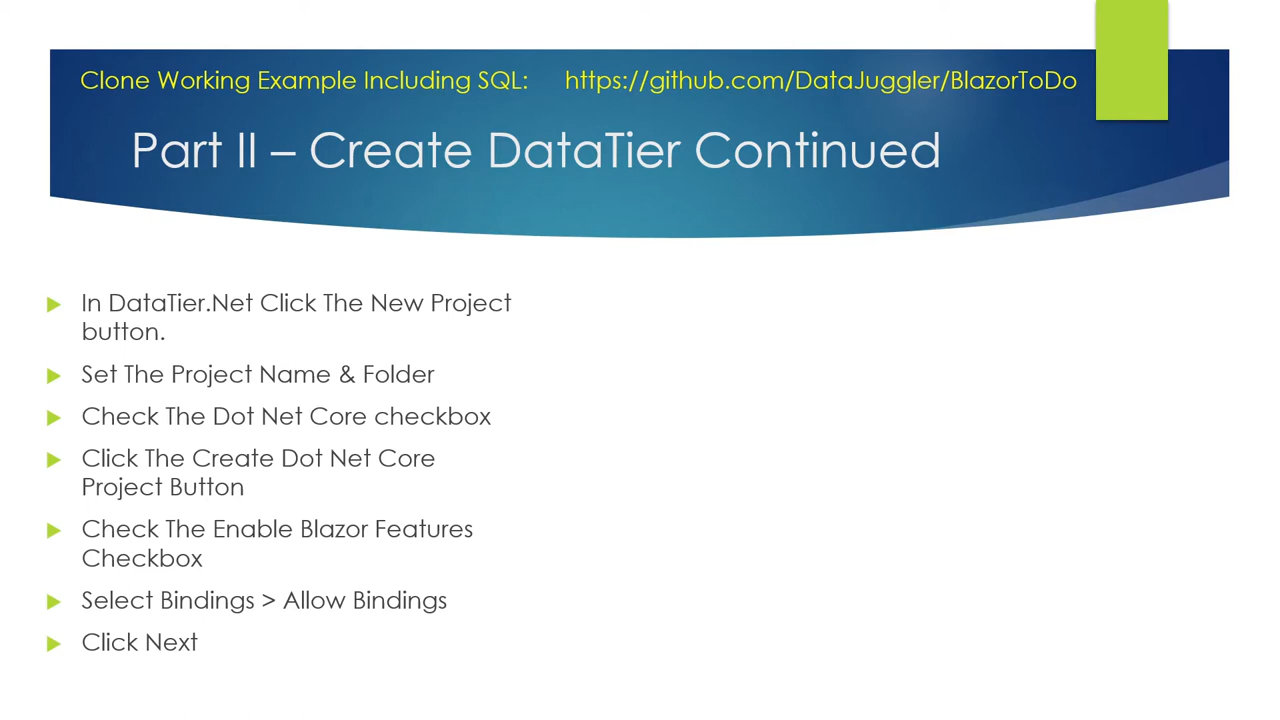 Clone Working Example Including SQL: https://github.com/DataJuggler/BlazorToDo
Part II – Create DataTier Continued
In DataTier.Net Click The New Project
button.
Set The Project Name & Folder
Check The Dot Net Core checkbox
Click The Create Dot Net Core
Project Button
Check The Enable Blazor Features
Checkbox
Select Bindings > Allow Bindings
Click Next